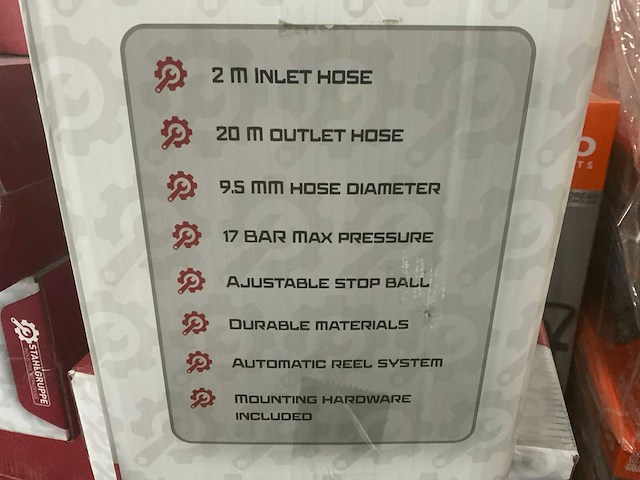 2 M INLET HOSE
20 M OUTLET HOSE
9.5 MM HOSE DIAMETER
17 BAR MAX PRESSURE
AJUSTABLE STOP BALL
DURABLE MATERIALS
AUTOMATIC REEL SYSTEM
MOUNTING HARDWARE
INCLUDED
STAHLGRUPPE